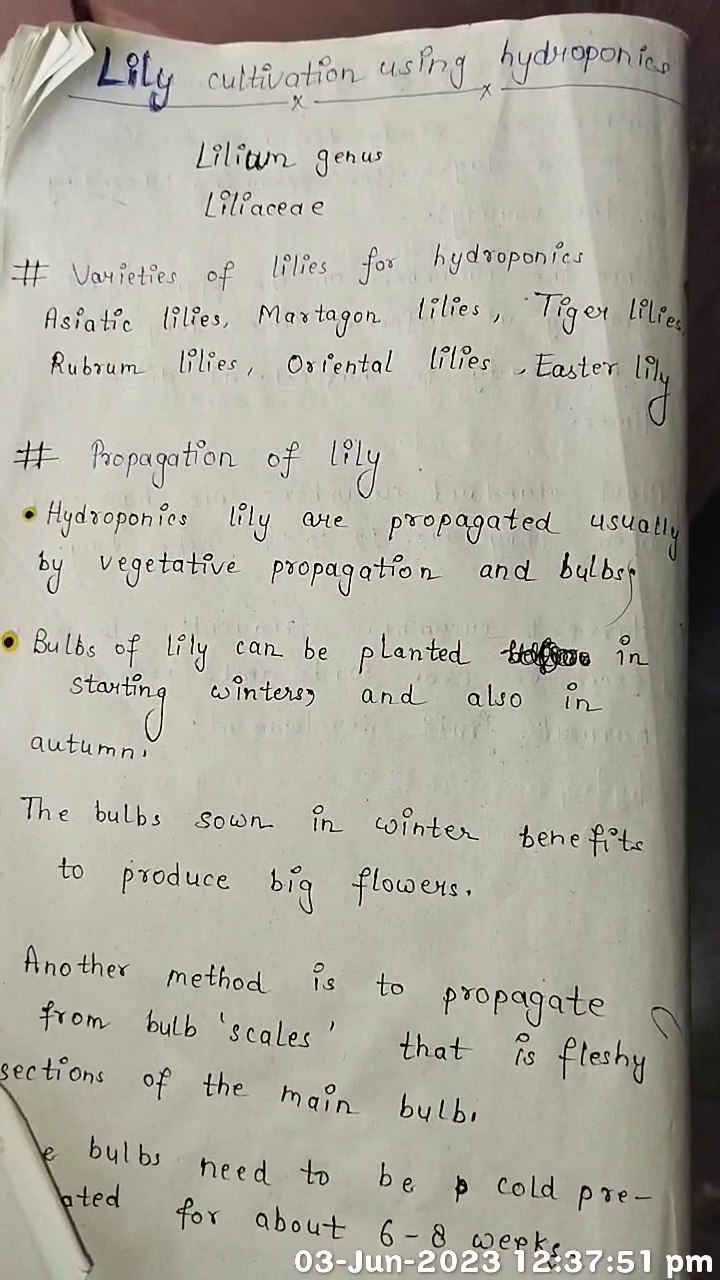 Lily cultivation using hydroponics
Lilium genus
Liliaceae
# Varieties of lilies for hydroponics
Asiatic lilies, Martagon lilies, Tiger lilies,
Rubrum lilies, Oriental lilies, Easter lily
# Propagation of lily
• Hydroponics lily are propagated usually
by vegetative propagation and bulbs,
• Bulbs of lily can be planted in
starting winters, and also in
autumn.
The bulbs sown in winter benefits
to produce big flowers.
Another method is to propagate
from bulb 'scales' that is fleshy
sections of the main bulb.
e bulbs need to be cold pre-
ated for about 6-8 weeks.
03-Jun-2023 12:37:51 pm